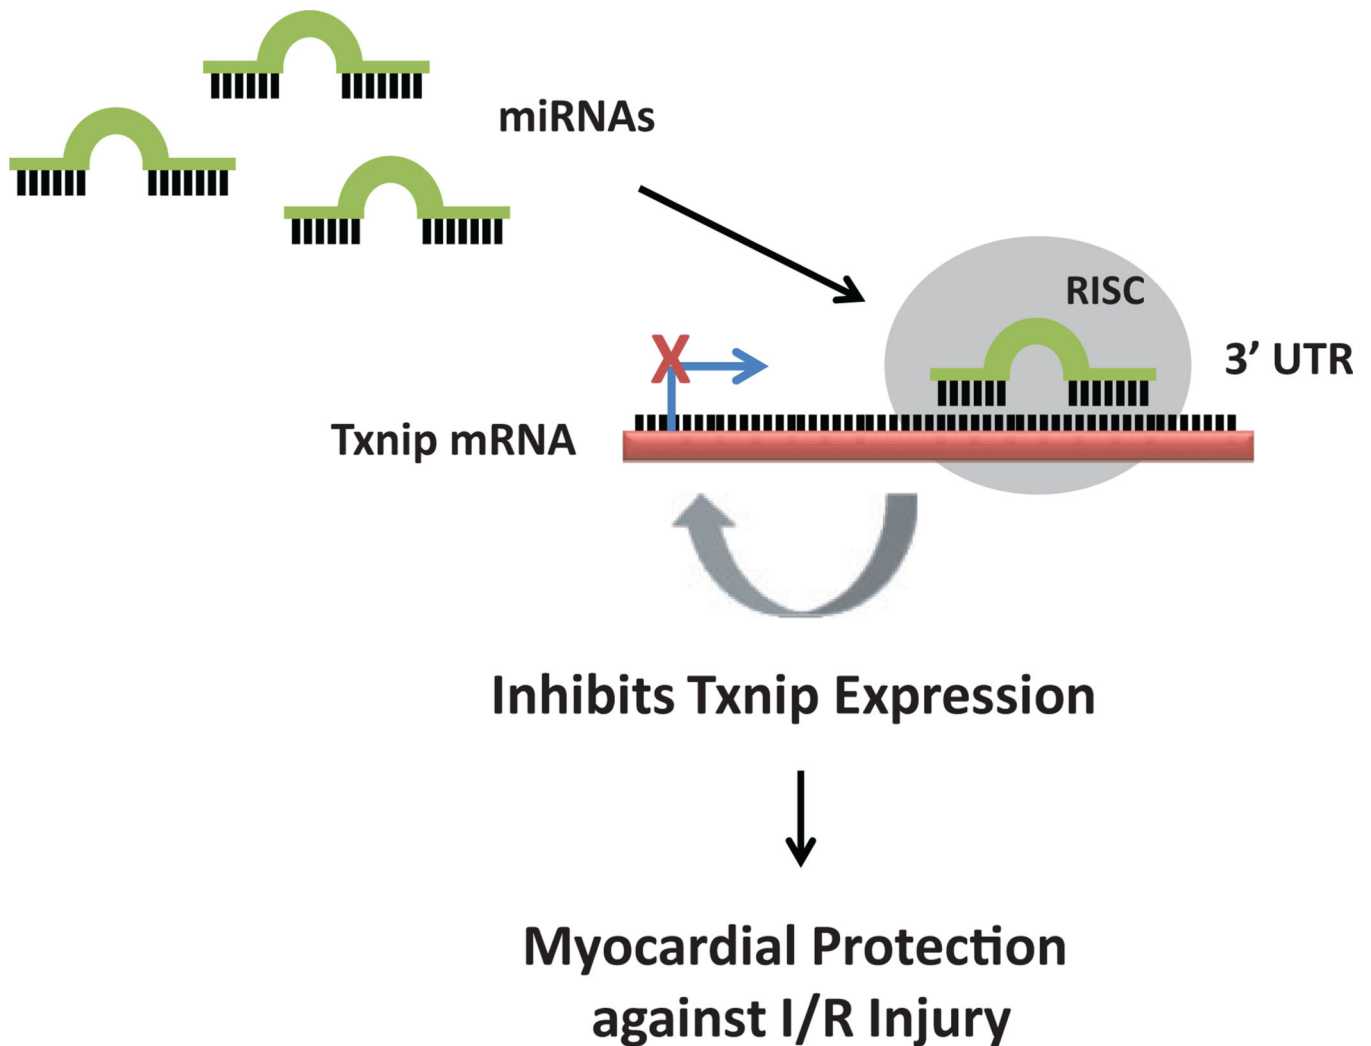 miRNAs
RISC
3’ UTR
X
Txnip mRNA
Inhibits Txnip Expression
Myocardial Protection
against I/R Injury